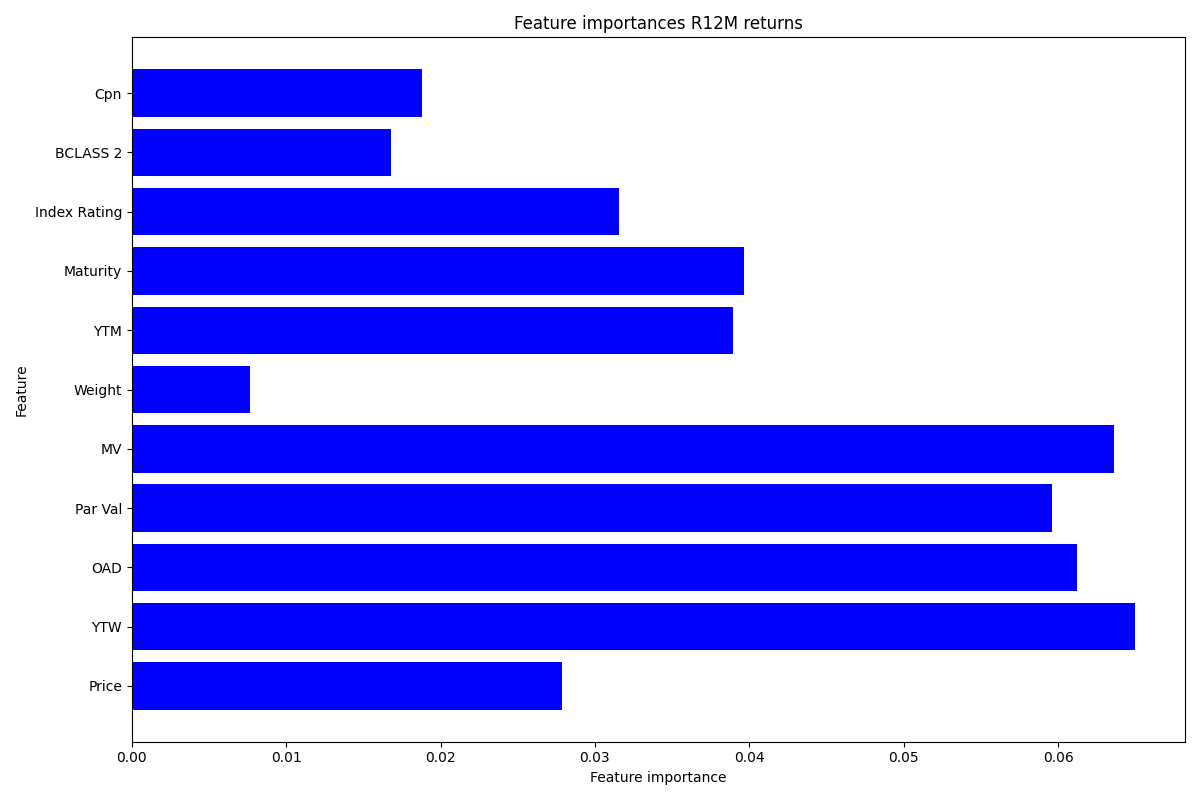 Feature importances R12M returns
Cpn
BCLASS 2
Index Rating
Maturity
YTM
Weight
MV
Par Val
OAD
YTW
Price
Feature
0.00 0.01 0.02 0.03 0.04 0.05 0.06
Feature importance